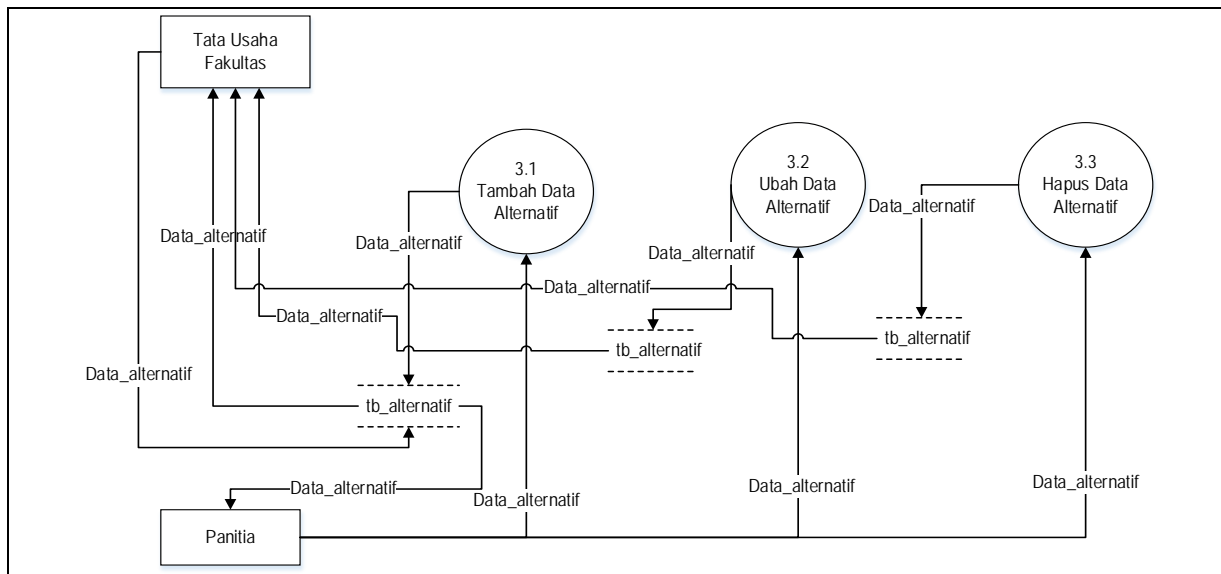 Tata Usaha
Fakultas
3.1
Tambah Data
Alternatif
3.2
Ubah Data
Alternatif
3.3
Hapus Data
Alternatif
Data_alternatif
Data_alternatif
Data_alternatif
Data_alternatif
Data_alternatif
Data_alternatif
tb_alternatif
tb_alternatif
Data_alternatif
tb_alternatif
Data_alternatif
Data_alternatif
Data_alternatif
Data_alternatif
Panitia